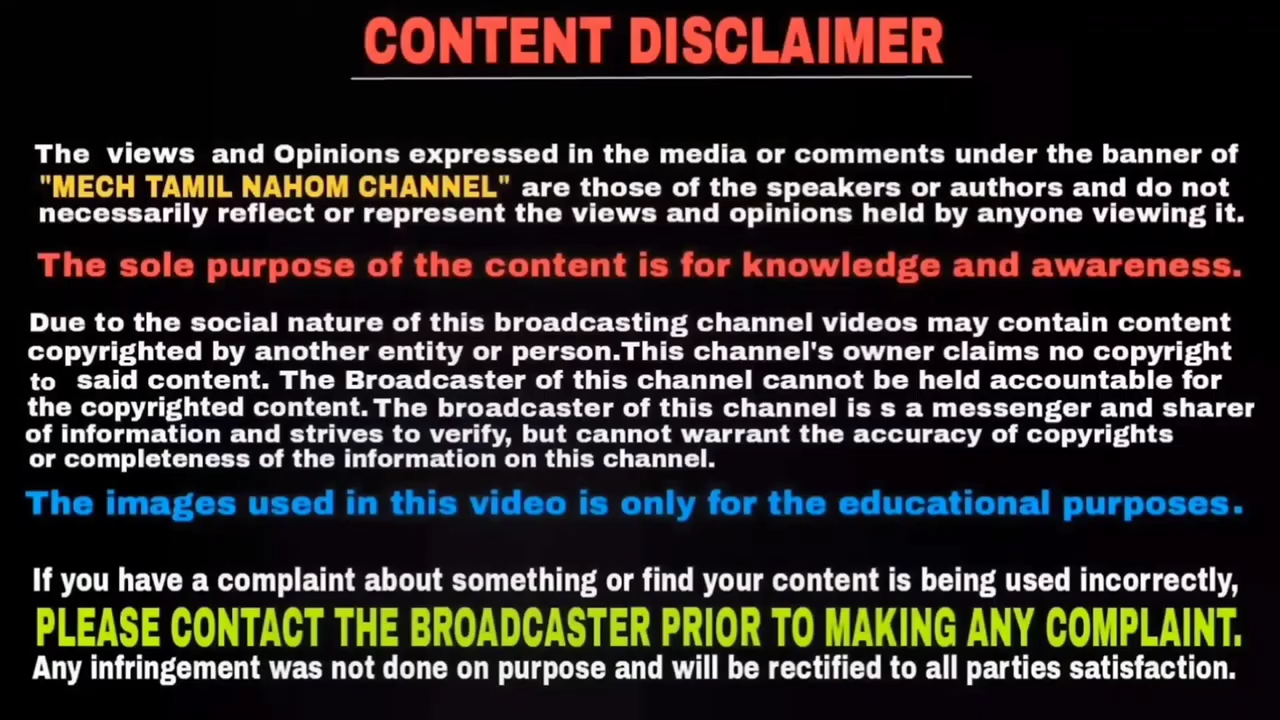 CONTENT DISCLAIMER
The views and Opinions expressed in the media or comments under the banner of
"MECH TAMIL NAHOM CHANNEL" are those of the speakers or authors and do not
necessarily reflect or represent the views and opinions held by anyone viewing it.
The sole purpose of the content is for knowledge and awareness.
Due to the social nature of this broadcasting channel videos may contain content
copyrighted by another entity or person.This channel's owner claims no copyright
to said content. The Broadcaster of this channel cannot be held accountable for
the copyrighted content. The broadcaster of this channel is s a messenger and sharer
of information and strives to verify, but cannot warrant the accuracy of copyrights
or completeness of the information on this channel.
The images used in this video is only for the educational purposes.
If you have a complaint about something or find your content is being used incorrectly,
PLEASE CONTACT THE BROADCASTER PRIOR TO MAKING ANY COMPLAINT.
Any infringement was not done on purpose and will be rectified to all parties satisfaction.